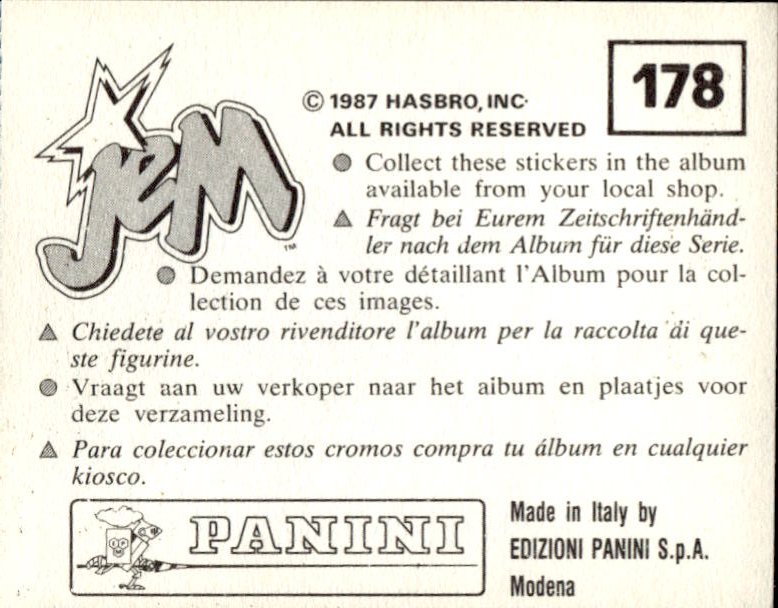 178
© 1987 HASBRO, INC.
ALL RIGHTS RESERVED
JEM
™
Collect these stickers in the album
available from your local shop.
Fragt bei Eurem Zeitschriftenhänd-
ler nach dem Album für diese Serie.
Demandez à votre détaillant l'Album pour la col-
lection de ces images.
Chiedete al vostro rivenditore l'album per la raccolta di que-
ste figurine.
Vraagt aan uw verkoper naar het album en plaatjes voor
deze verzameling.
Para coleccionar estos cromos compra tu álbum en cualquier
kiosco.
PANINI
Made in Italy by
EDIZIONI PANINI S.p.A.
Modena